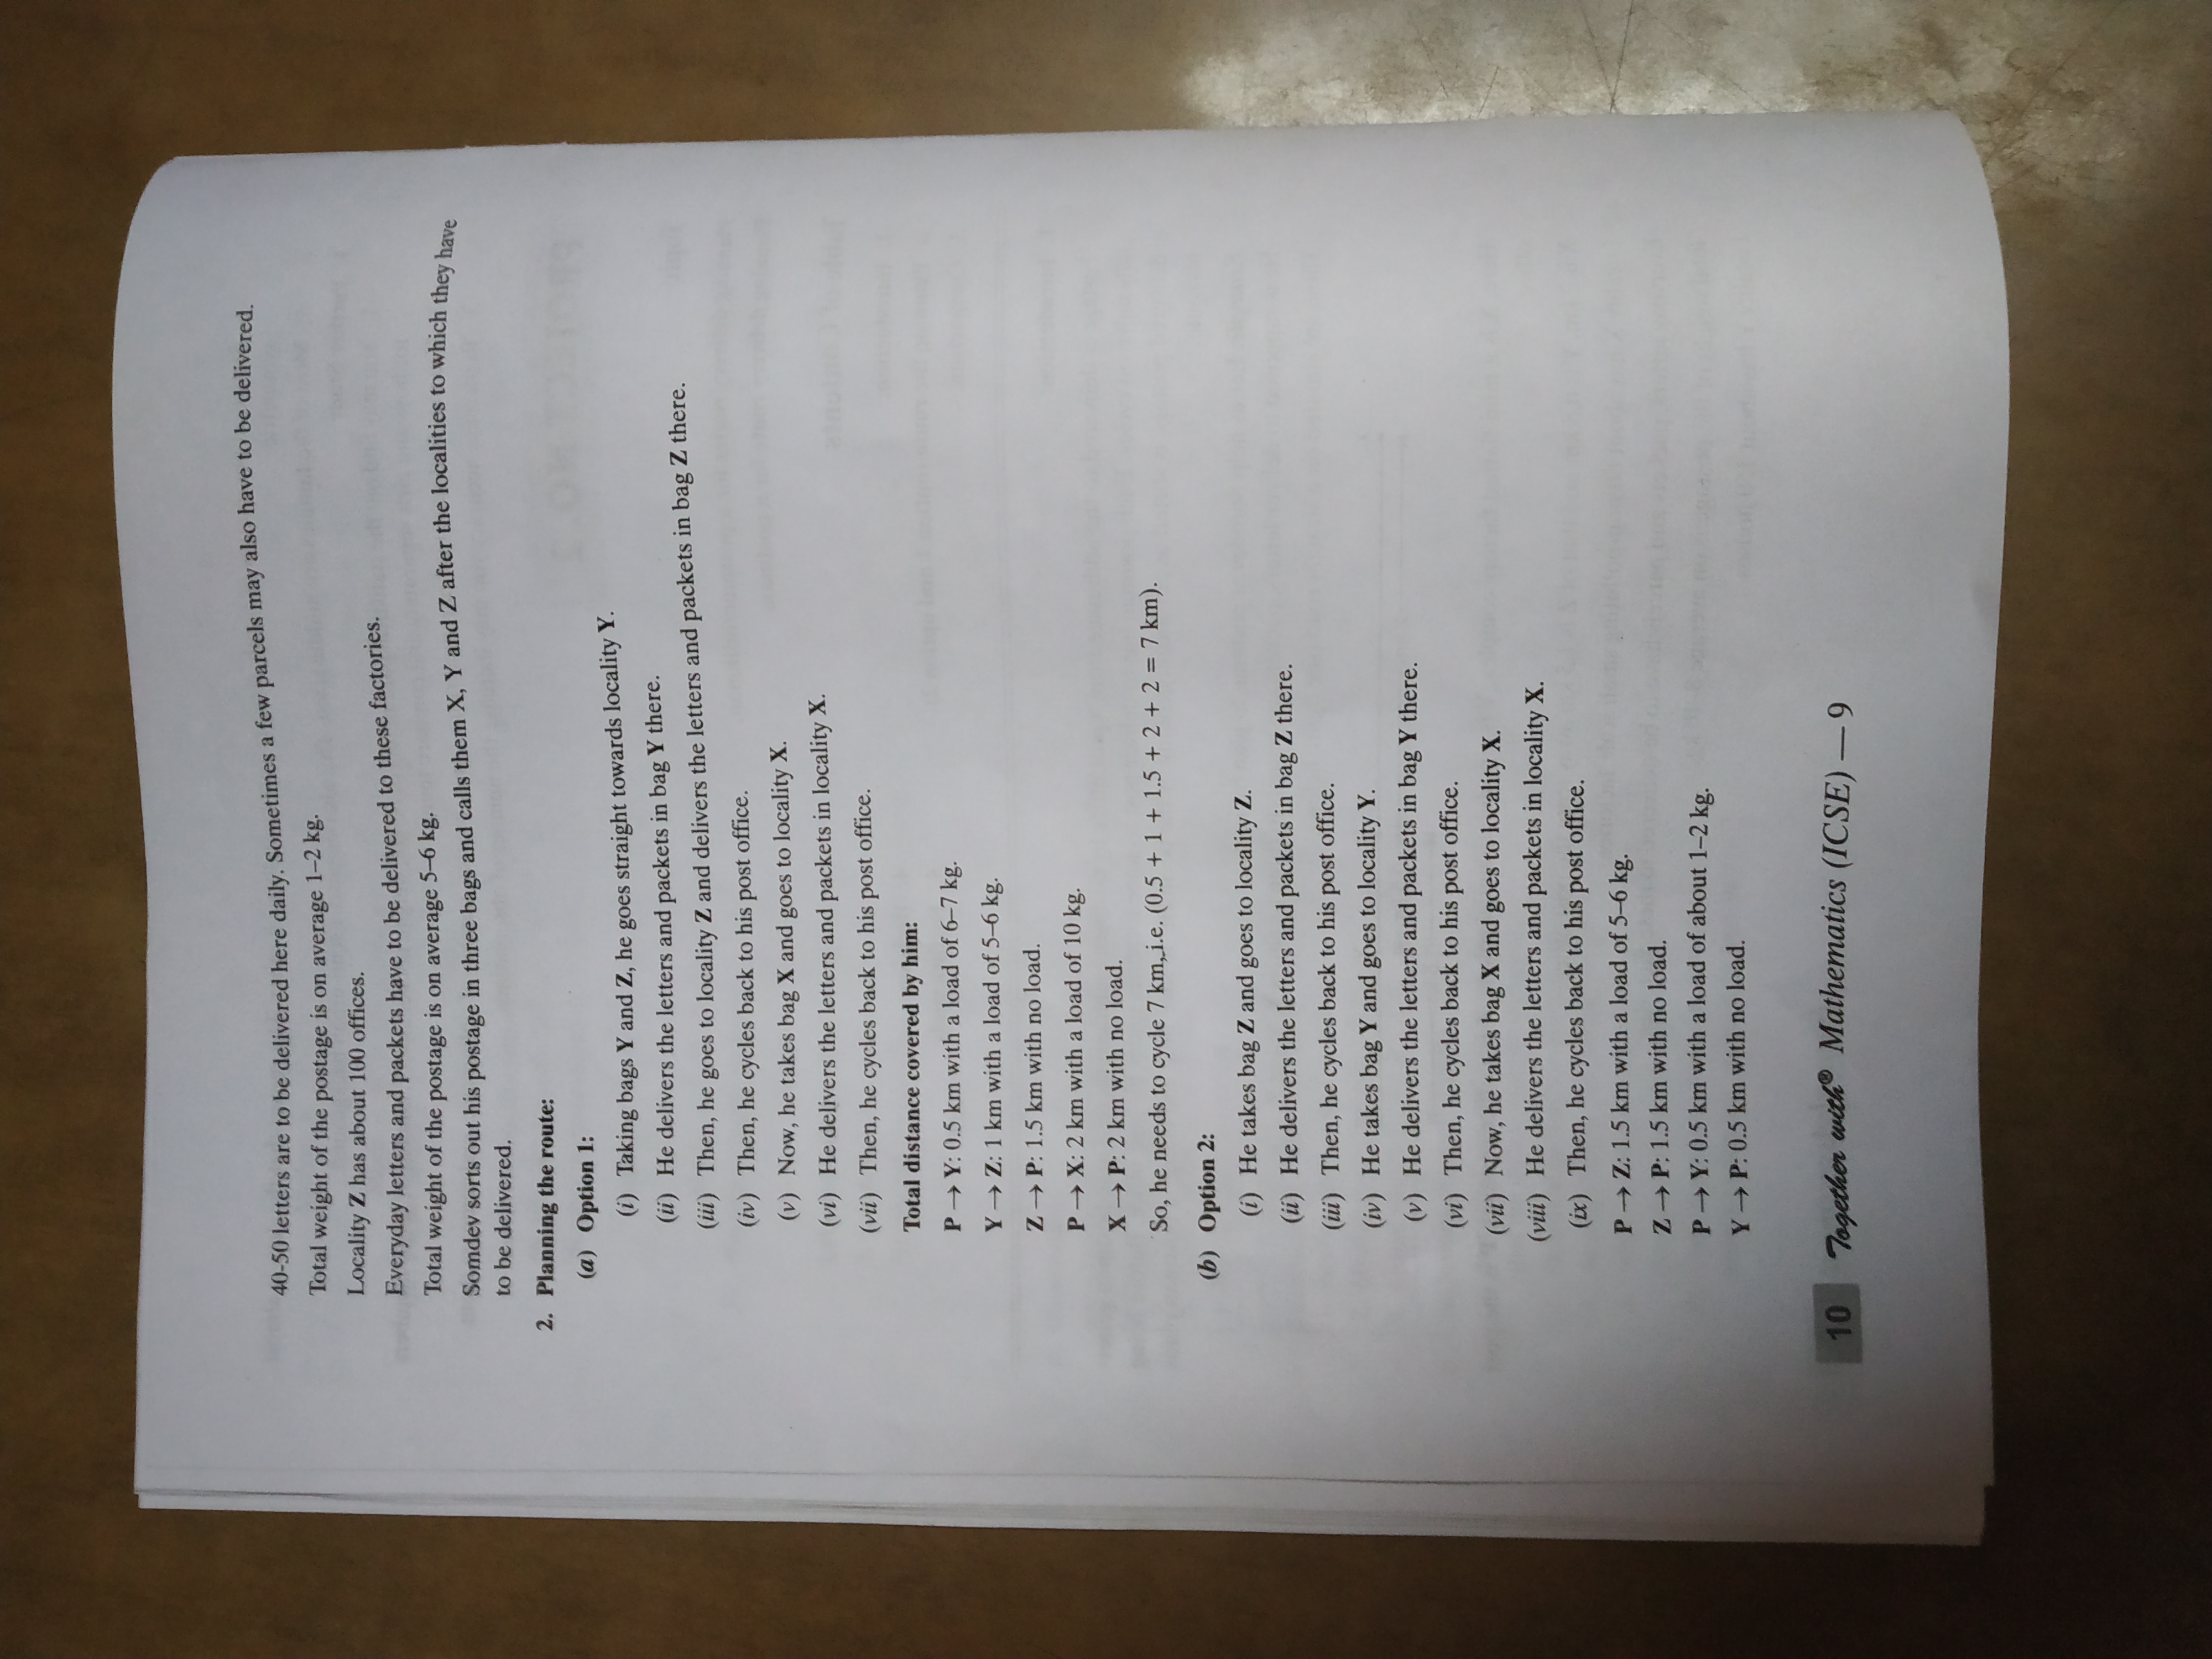 40-50 letters are to be delivered here daily. Sometimes a few parcels may also have to be delivered.
Total weight of the postage is on average 1–2 kg.
Locality Z has about 100 offices.
Everyday letters and packets have to be delivered to these factories.
Total weight of the postage is on average 5–6 kg.
Somdev sorts out his postage in three bags and calls them X, Y and Z after the localities to which they have
to be delivered.
2. Planning the route:
(a) Option 1:
(i) Taking bags Y and Z, he goes straight towards locality Y.
(ii) He delivers the letters and packets in bag Y there.
(iii) Then, he goes to locality Z and delivers the letters and packets in bag Z there.
(iv) Then, he cycles back to his post office.
(v) Now, he takes bag X and goes to locality X.
(vi) He delivers the letters and packets in locality X.
(vii) Then, he cycles back to his post office.
Total distance covered by him:
P → Y: 0.5 km with a load of 6–7 kg.
Y → Z: 1 km with a load of 5–6 kg.
Z → P: 1.5 km with no load.
P → X: 2 km with a load of 10 kg.
X → P: 2 km with no load.
So, he needs to cycle 7 km, i.e. (0.5 + 1 + 1.5 + 2 + 2 = 7 km).
(b) Option 2:
(i) He takes bag Z and goes to locality Z.
(ii) He delivers the letters and packets in bag Z there.
(iii) Then, he cycles back to his post office.
(iv) He takes bag Y and goes to locality Y.
(v) He delivers the letters and packets in bag Y there.
(vi) Then, he cycles back to his post office.
(vii) Now, he takes bag X and goes to locality X.
(viii) He delivers the letters and packets in locality X.
(ix) Then, he cycles back to his post office.
P → Z: 1.5 km with a load of 5–6 kg.
Z → P: 1.5 km with no load.
P → Y: 0.5 km with a load of about 1–2 kg.
Y → P: 0.5 km with no load.
10 Together with® Mathematics (ICSE) — 9